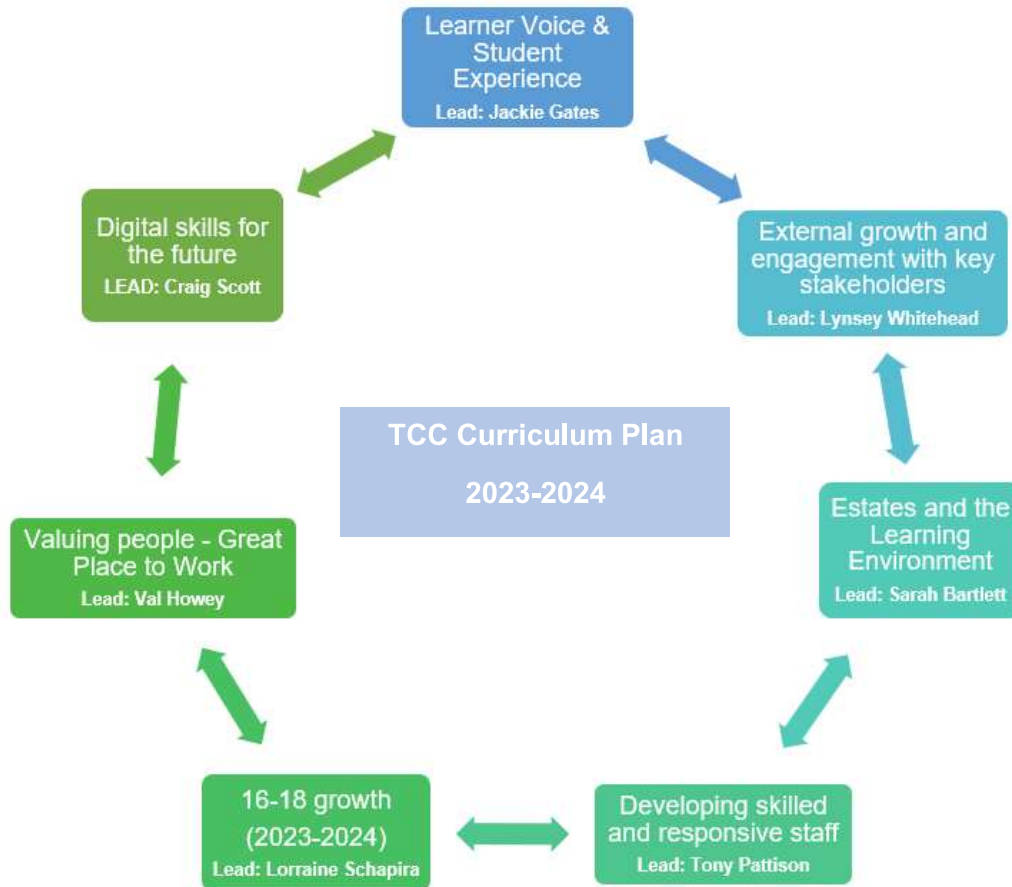 Learner Voice &
Student
Experience
Lead: Jackie Gates
Digital skills for
the future
LEAD: Craig Scott
External growth and
engagement with key
stakeholders
Lead: Lynsey Whitehead
TCC Curriculum Plan
2023-2024
Valuing people - Great
Place to Work
Lead: Val Howey
Estates and the
Learning
Environment
Lead: Sarah Bartlett
16-18 growth
(2023-2024)
Lead: Lorraine Schapira
Developing skilled
and responsive staff
Lead: Tony Pattison